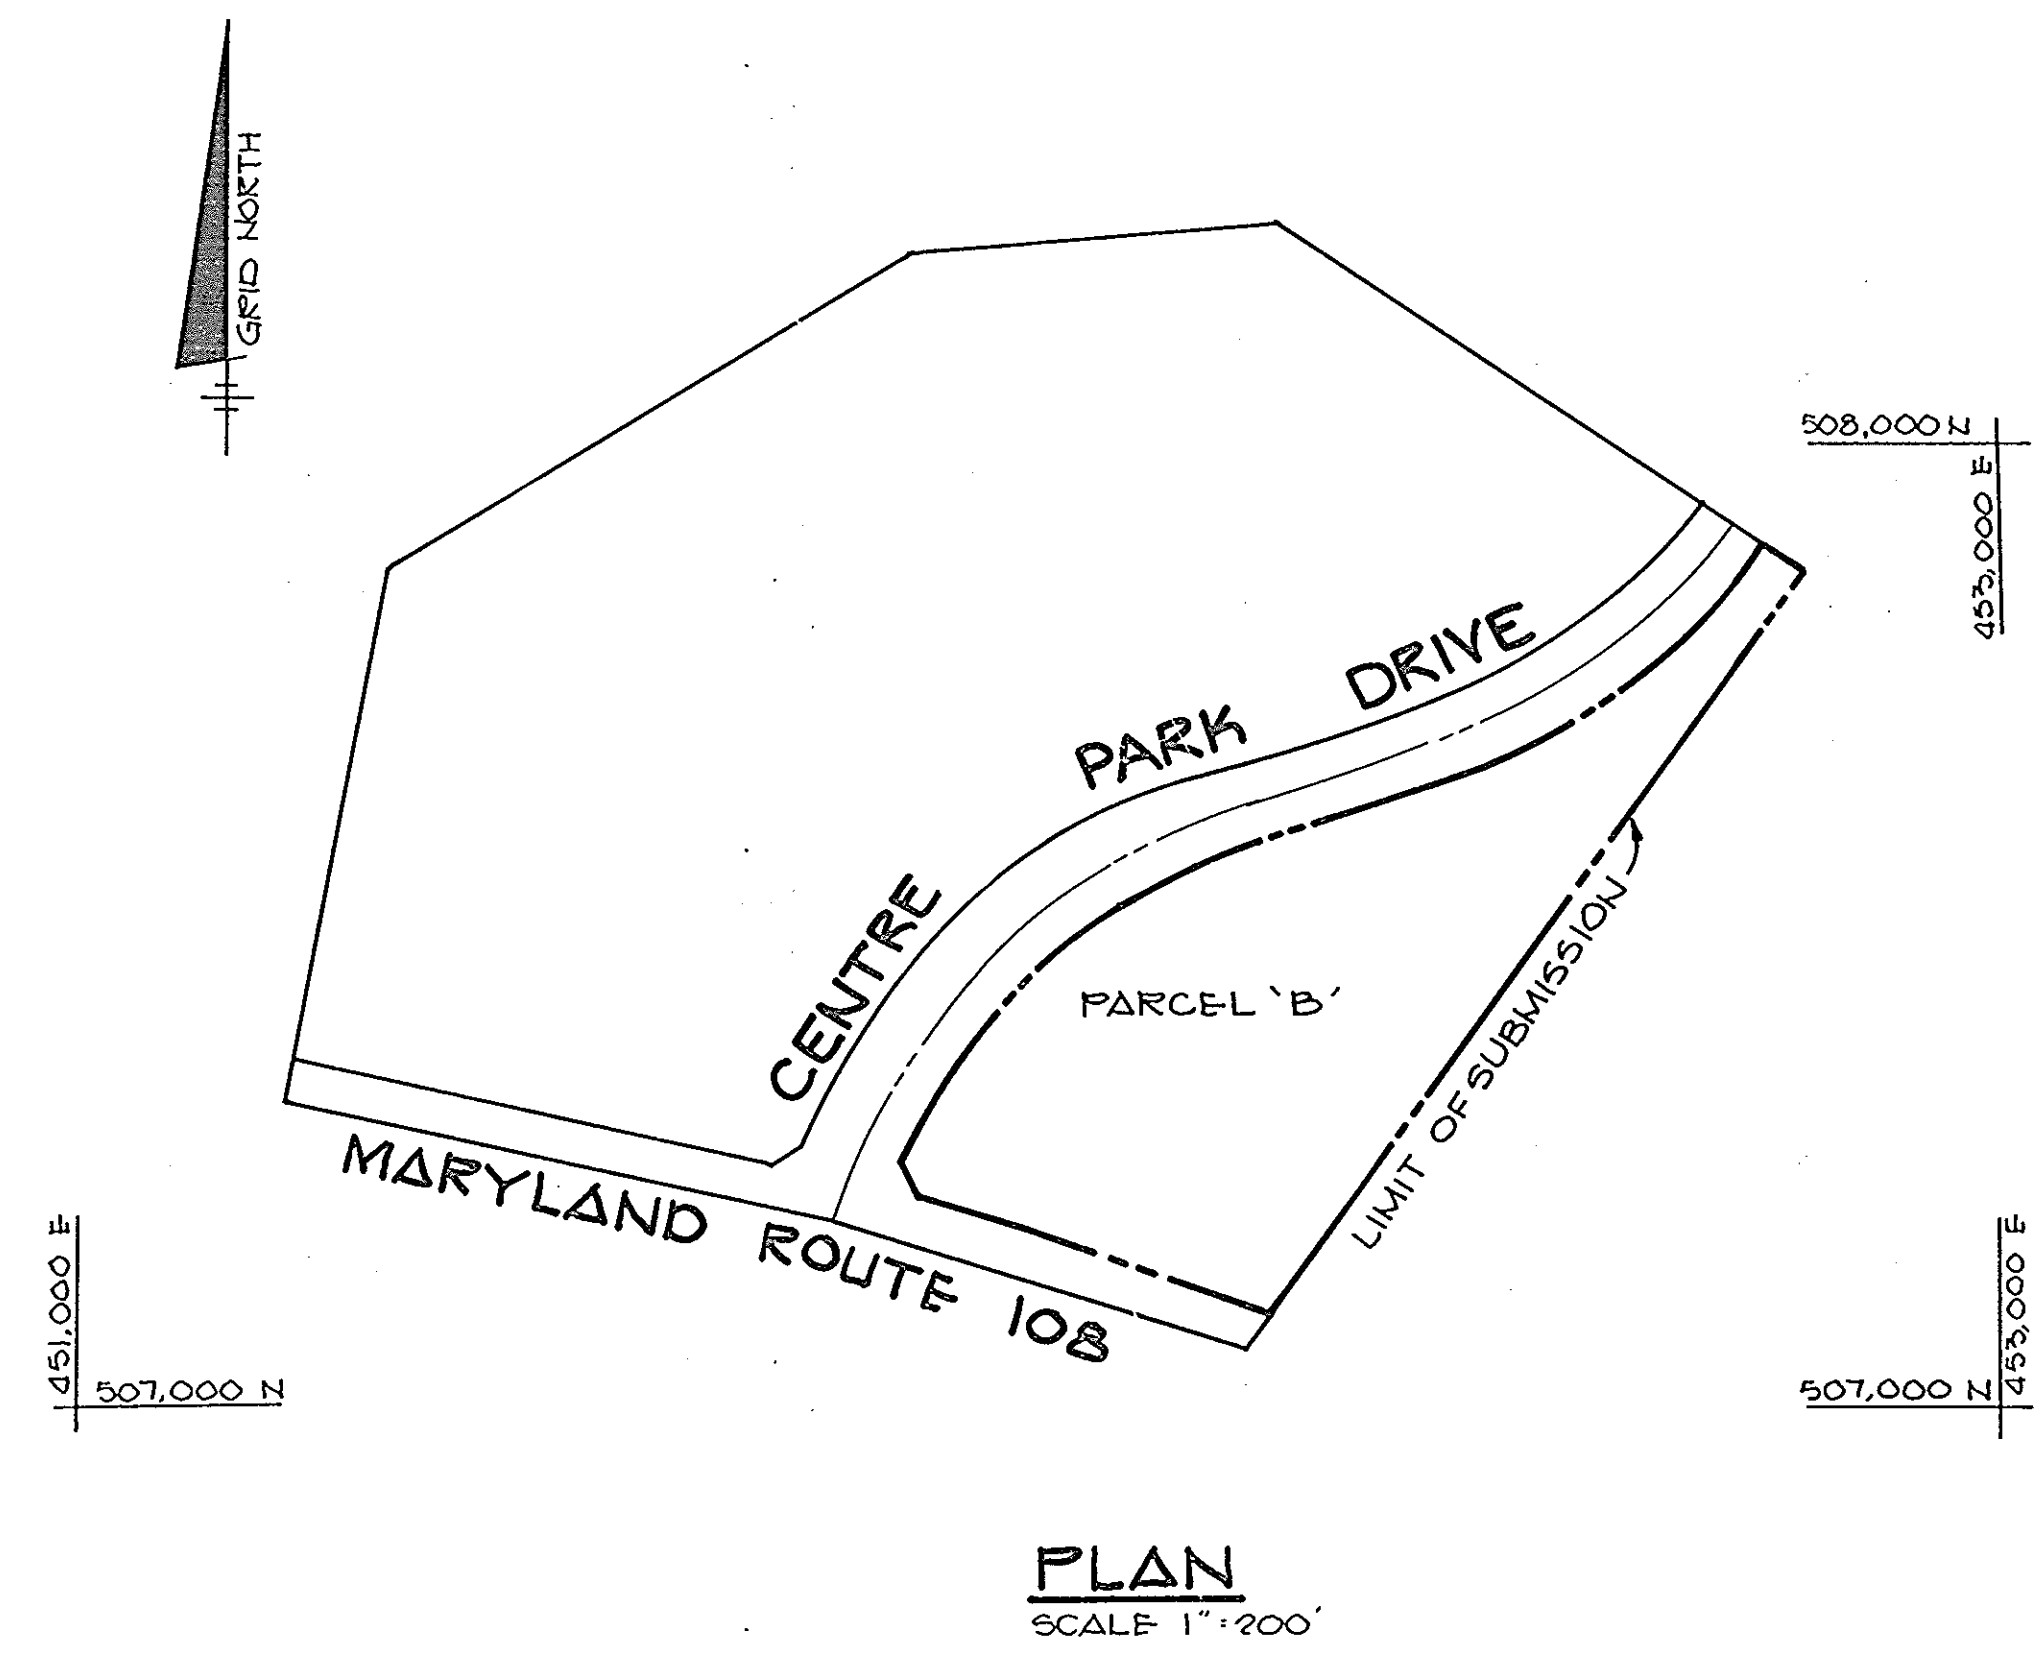 GRID NORTH
508,000 N
453,000 E
CENTRE PARK DRIVE
PARCEL 'B'
LIMIT OF SUBMISSION
MARYLAND ROUTE 108
451,000 E
507,000 N
507,000 N
453,000 E
PLAN
SCALE 1"=200'